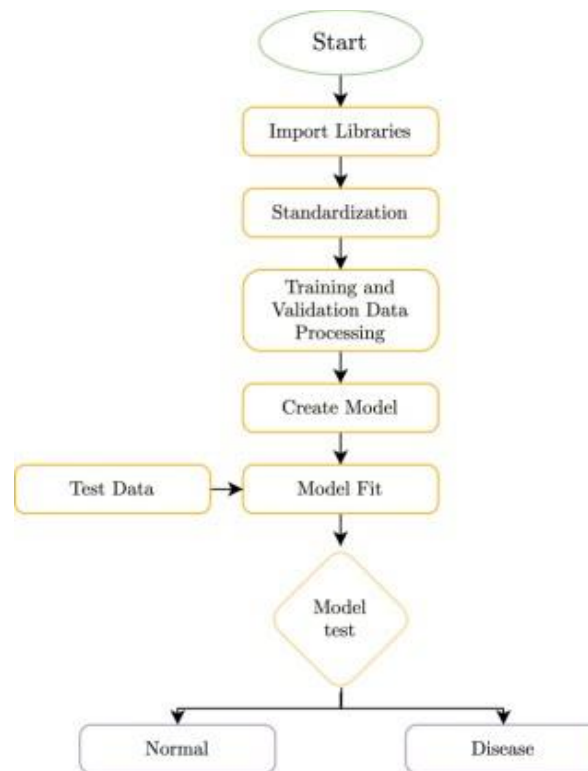 Start
Import Libraries
Standardization
Training and
Validation Data
Processing
Create Model
Test Data
Model Fit
Model
test
Normal
Disease